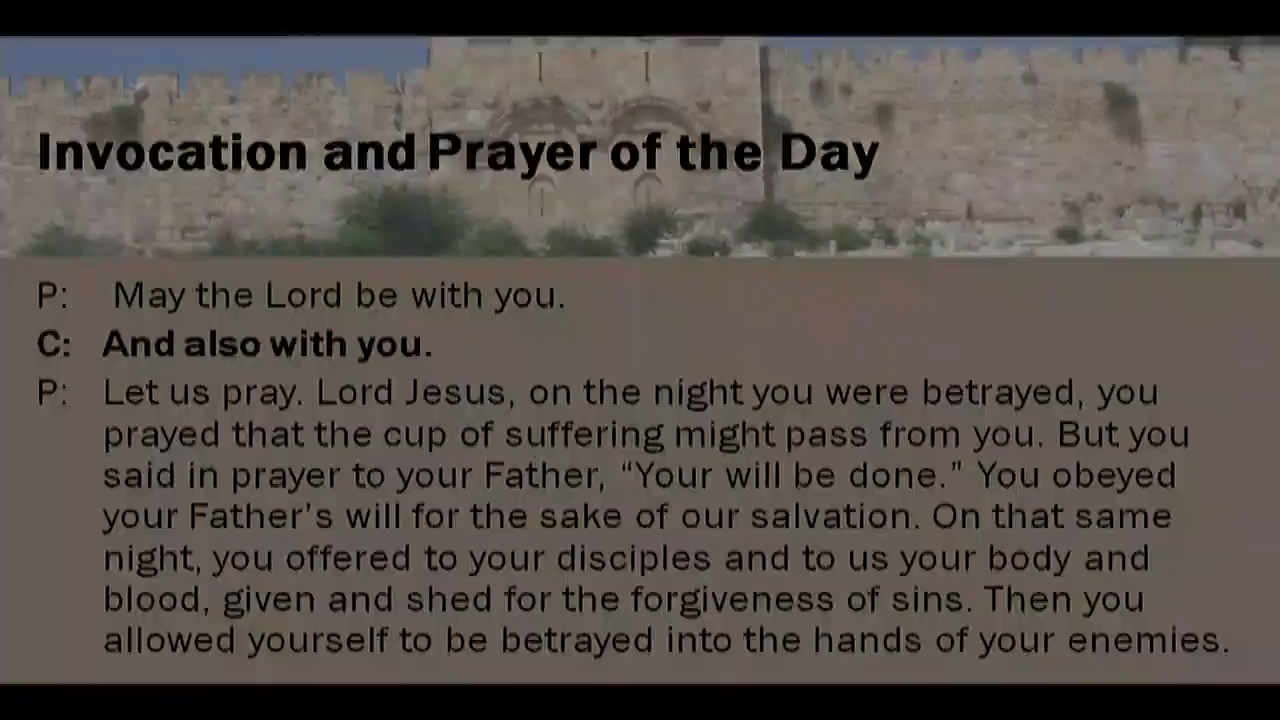 Invocation and Prayer of the Day
P: May the Lord be with you.
C: And also with you.
P: Let us pray. Lord Jesus, on the night you were betrayed, you
prayed that the cup of suffering might pass from you. But you
said in prayer to your Father, “Your will be done.” You obeyed
your Father’s will for the sake of our salvation. On that same
night, you offered to your disciples and to us your body and
blood, given and shed for the forgiveness of sins. Then you
allowed yourself to be betrayed into the hands of your enemies.